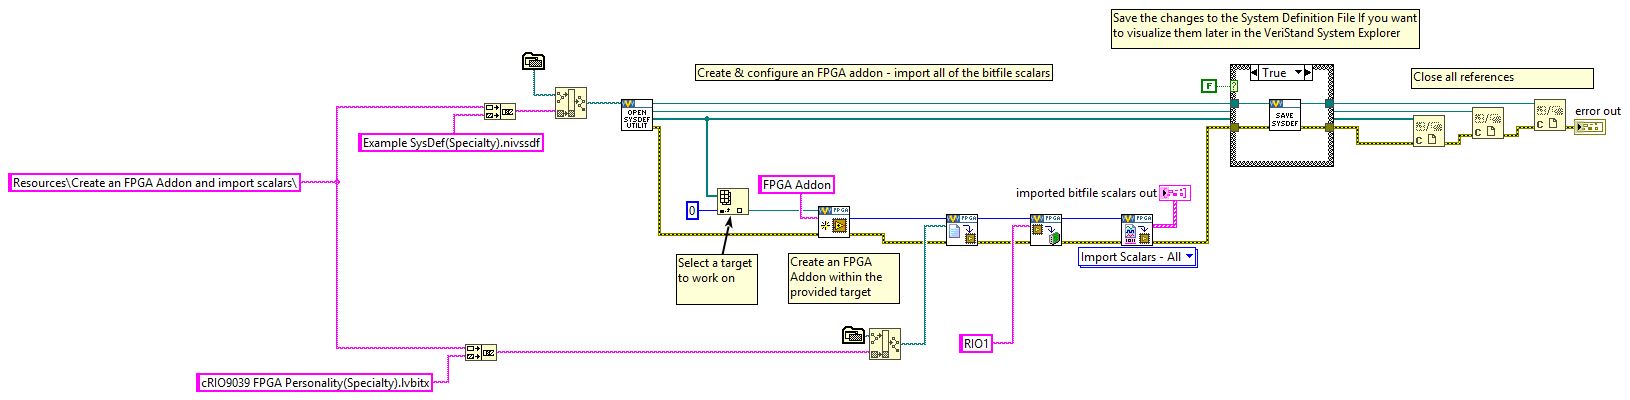 Save the changes to the System Definition File If you want
to visualize them later in the VeriStand System Explorer
Create & configure an FPGA addon - import all of the bitfile scalars
True
Close all references
F
?
OPEN
SYSDEF
UTILIT
SAVE
SYSDEF
error out
Example SysDef(Specialty).nivssdf
Resources\Create an FPGA Addon and import scalars\
FPGA Addon
imported bitfile scalars out
0
FPGA
FPGA
FPGA
FPGA
Select a target
to work on
Create an FPGA
Addon within the
provided target
Import Scalars - All
RIO1
cRIO9039 FPGA Personality(Specialty).lvbitx